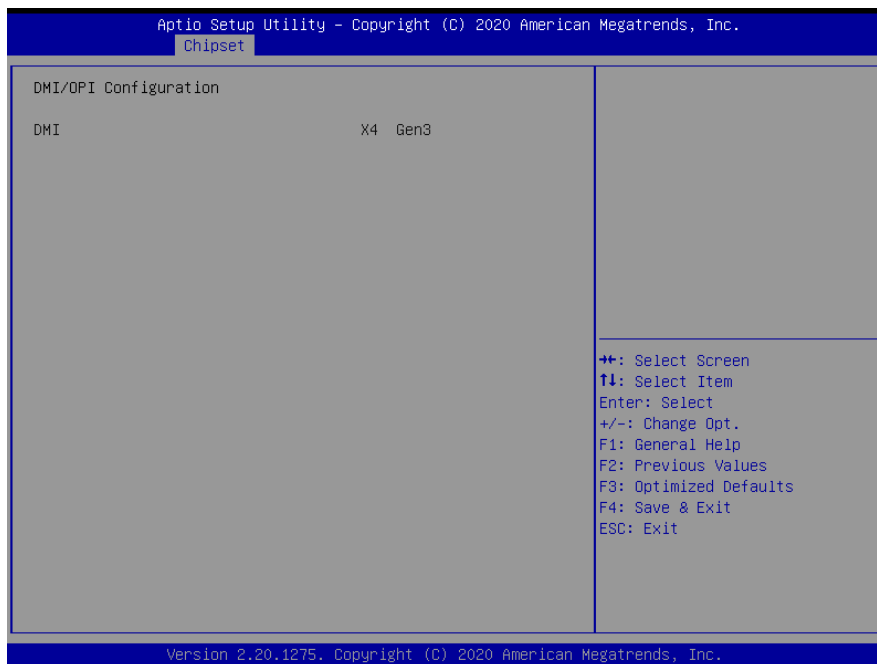 Aptio Setup Utility – Copyright (C) 2020 American Megatrends, Inc.
Chipset
DMI/OPI Configuration
DMI X4 Gen3
→←: Select Screen
↑↓: Select Item
Enter: Select
+/-: Change Opt.
F1: General Help
F2: Previous Values
F3: Optimized Defaults
F4: Save & Exit
ESC: Exit
Version 2.20.1275. Copyright (C) 2020 American Megatrends, Inc.